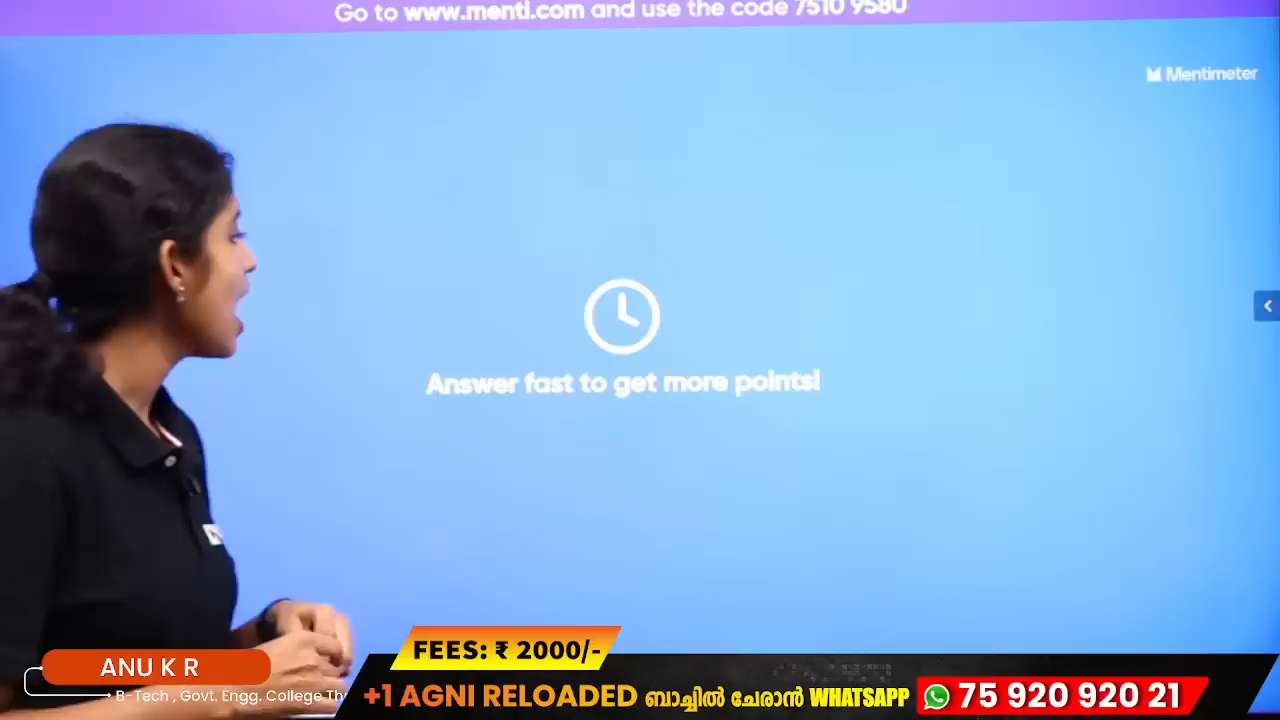 Go to www.menti.com and use the code 7510 9580
Mentimeter
Answer fast to get more points!
FEES: ₹ 2000/-
ANU K R
B-Tech , Govt. Engg. College
+1 AGNI RELOADED ബാച്ചിൽ ചേരാൻ WHATSAPP 75 920 920 21